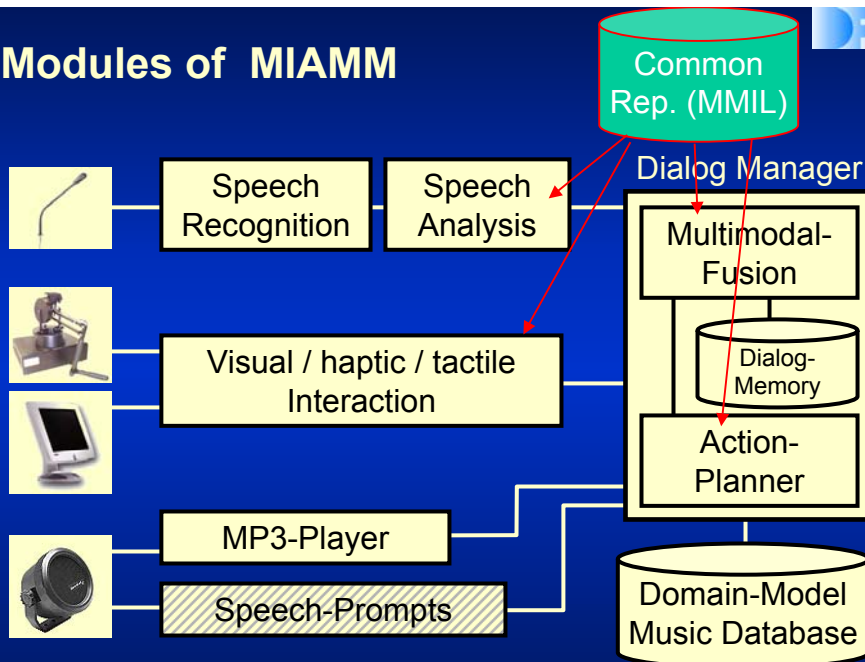 Modules of MIAMM
Common
Rep. (MMIL)
Dialog Manager
Speech
Recognition
Speech
Analysis
Multimodal-
Fusion
Dialog-
Memory
Visual / haptic / tactile
Interaction
Action-
Planner
MP3-Player
Speech-Prompts
Domain-Model
Music Database